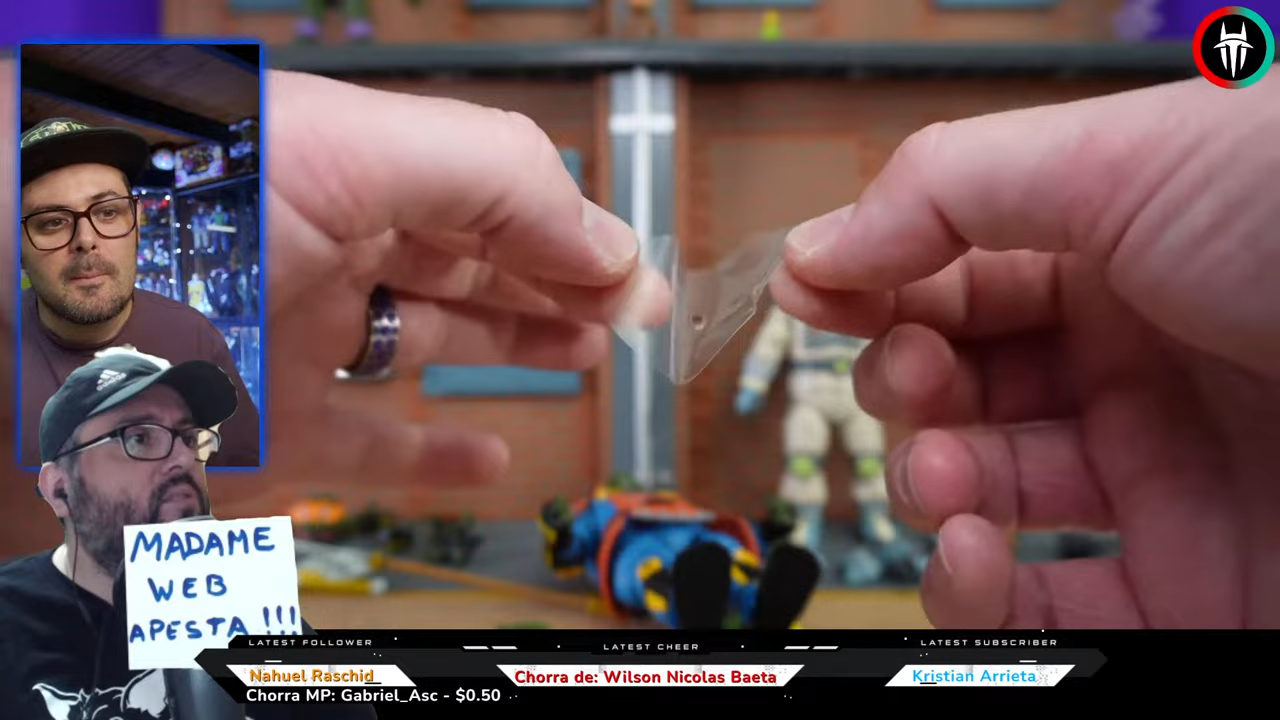 MADAME
WEB
APESTA !!!
LATEST FOLLOWER
Nahuel Raschid
LATEST CHEER
Chorra de: Wilson Nicolas Baeta
LATEST SUBSCRIBER
Kristian Arrieta
Chorra MP: Gabriel_Asc - $0.50